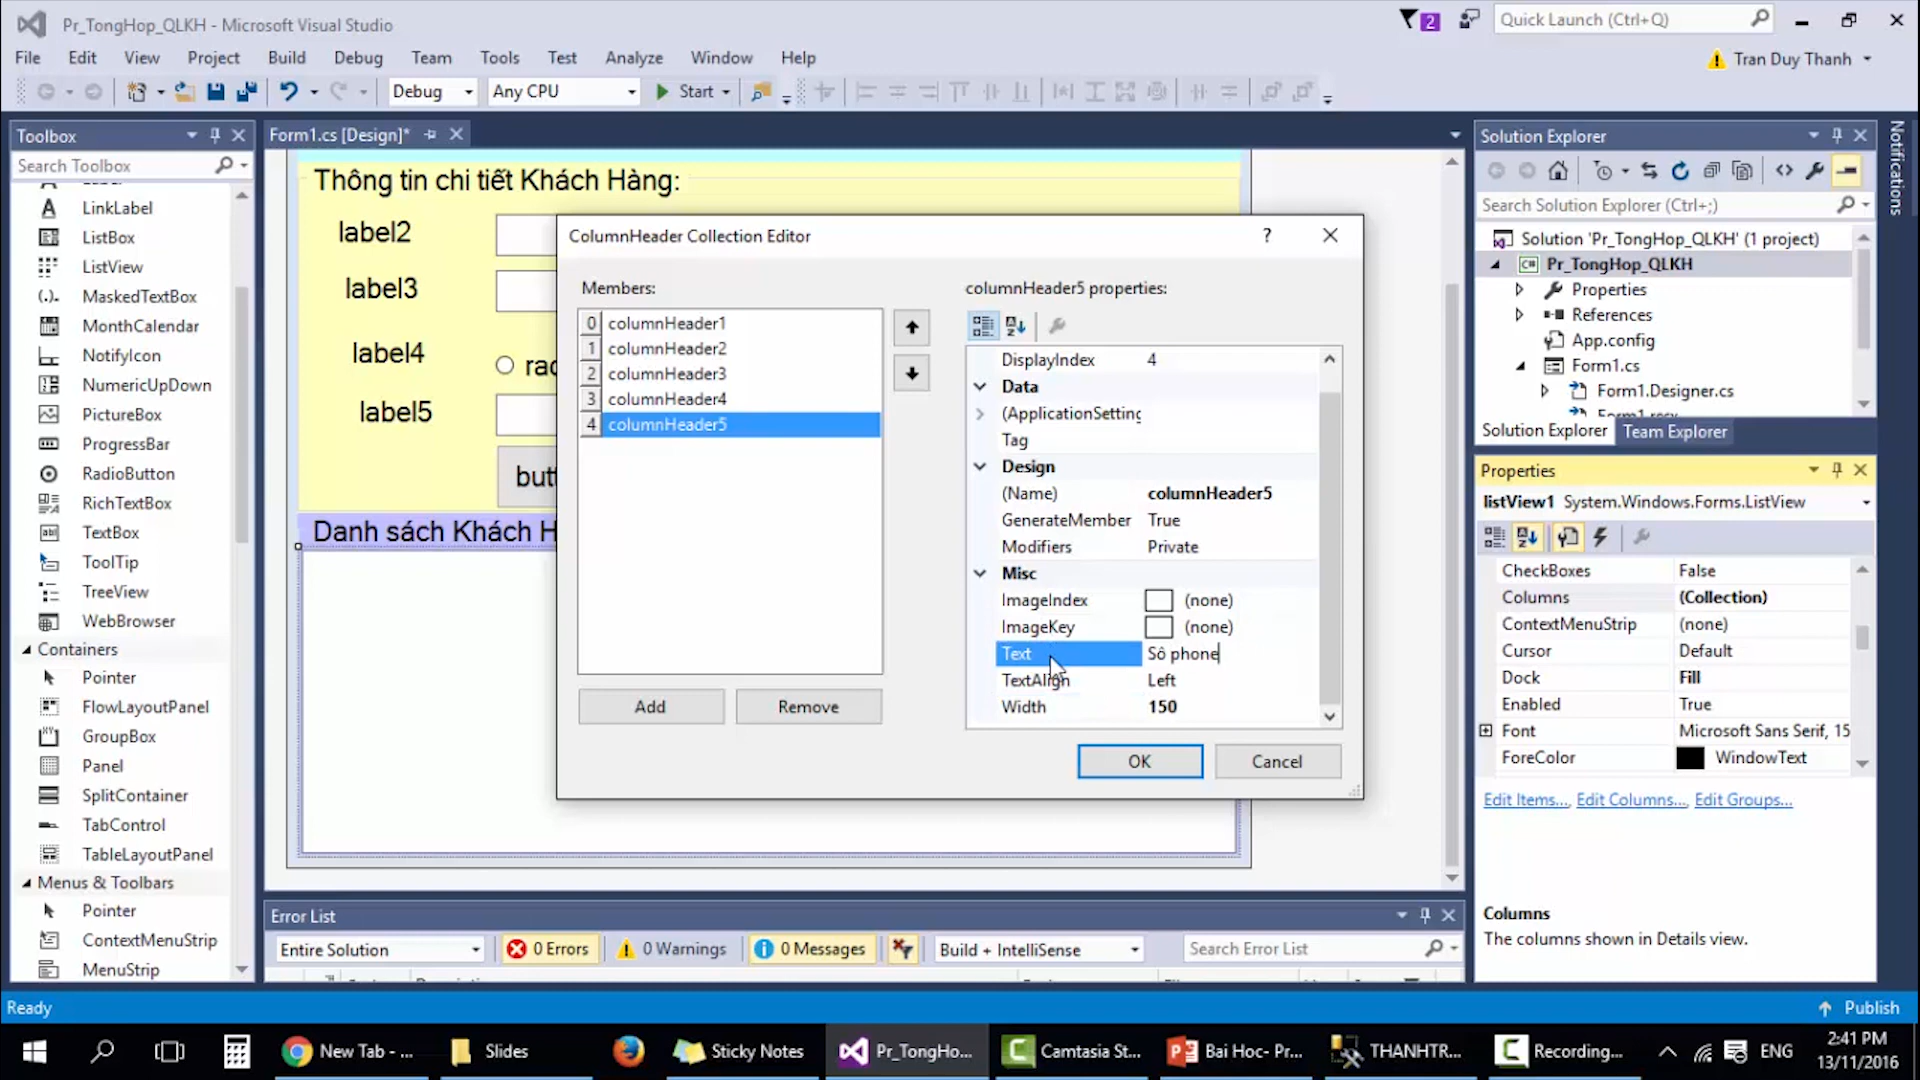 Pr_TongHop_QLKH - Microsoft Visual Studio
2
Quick Launch (Ctrl+Q)
File Edit View Project Build Debug Team Tools Test Analyze Window Help
Tran Duy Thanh
Debug Any CPU Start
Toolbox
Search Toolbox
LinkLabel
ListBox
ListView
MaskedTextBox
MonthCalendar
NotifyIcon
NumericUpDown
PictureBox
ProgressBar
RadioButton
RichTextBox
TextBox
ToolTip
TreeView
WebBrowser
Containers
Pointer
FlowLayoutPanel
GroupBox
Panel
SplitContainer
TabControl
TableLayoutPanel
Menus & Toolbars
Pointer
ContextMenuStrip
MenuStrip
Form1.cs [Design]*
Thông tin chi tiết Khách Hàng:
label2
label3
label4
label5
Danh sách Khách H
ColumnHeader Collection Editor
?
Members:
0 columnHeader1
1 columnHeader2
2 columnHeader3
3 columnHeader4
4 columnHeader5
Add Remove
columnHeader5 properties:
DisplayIndex 4
Data
(ApplicationSetting
Tag
Design
(Name) columnHeader5
GenerateMember True
Modifiers Private
Misc
ImageIndex (none)
ImageKey (none)
Text Sô phone
TextAlign Left
Width 150
OK Cancel
Error List
Entire Solution 0 Errors 0 Warnings 0 Messages Build + IntelliSense Search Error List
Solution Explorer
Search Solution Explorer (Ctrl+;)
Solution 'Pr_TongHop_QLKH' (1 project)
C# Pr_TongHop_QLKH
Properties
References
App.config
Form1.cs
Form1.Designer.cs
Form1.resx
Solution Explorer Team Explorer
Notifications
Properties
listView1 System.Windows.Forms.ListView
CheckBoxes False
Columns (Collection)
ContextMenuStrip (none)
Cursor Default
Dock Fill
Enabled True
Font Microsoft Sans Serif, 15
ForeColor WindowText
Edit Items..., Edit Columns..., Edit Groups...
Columns
The columns shown in Details view.
Ready
Publish
New Tab - ...
Slides
Sticky Notes
Pr_TongHo...
Camtasia St...
Bai Hoc- Pr...
THANHTR...
Recording...
ENG
2:41 PM
13/11/2016